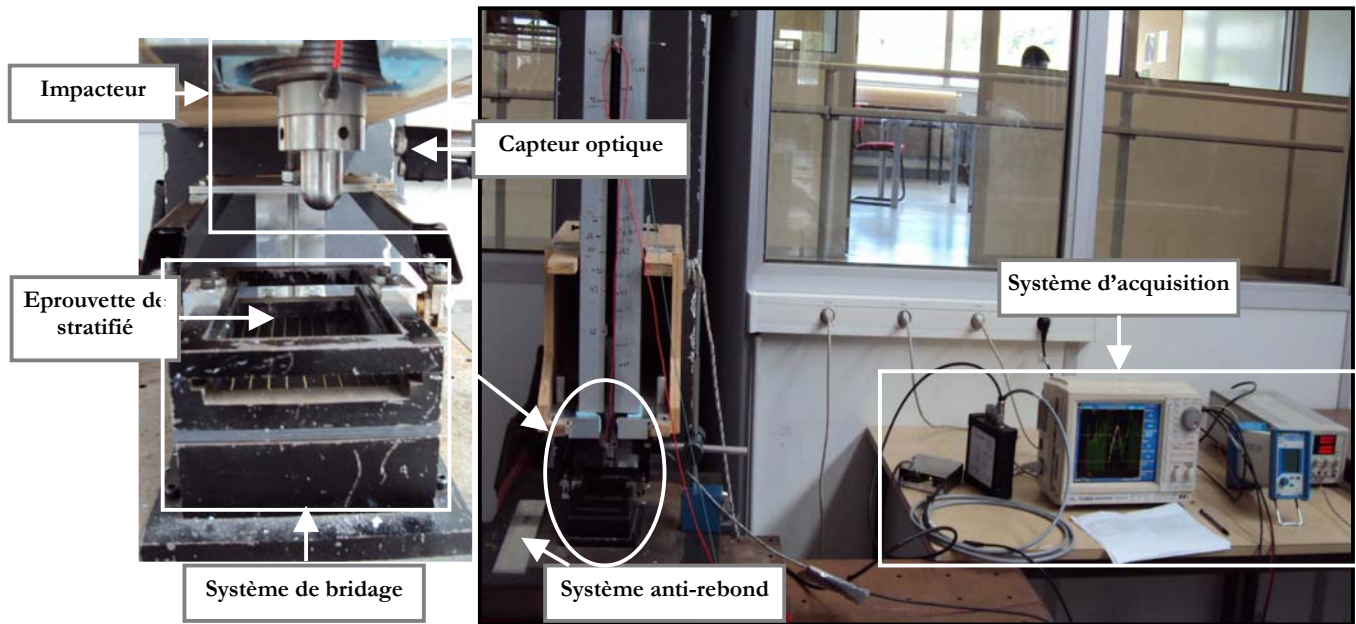 Impacteur
Capteur optique
Eprouvette de
stratifié
Système d'acquisition
Système de bridage
Système anti-rebond